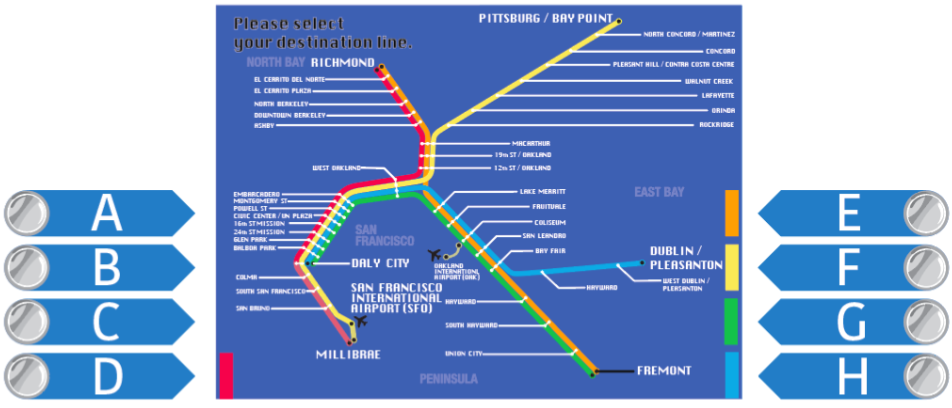 Please select
your destination line.
PITTSBURG / BAY POINT
NORTH CONCORD / MARTINEZ
CONCORD
PLEASANT HILL / CONTRA COSTA CENTRE
WALNUT CREEK
LAFAYETTE
ORINDA
ROCKRIDGE
NORTH BAY
RICHMOND
EL CERRITO DEL NORTE
EL CERRITO PLAZA
NORTH BERKELEY
DOWNTOWN BERKELEY
ASHBY
MACARTHUR
19TH ST / OAKLAND
12TH ST / OAKLAND
WEST OAKLAND
EMBARCADERO
MONTGOMERY ST
POWELL ST
CIVIC CENTER / UN PLAZA
16TH ST MISSION
24TH ST MISSION
GLEN PARK
BALBOA PARK
SAN
FRANCISCO
DALY CITY
COLMA
SOUTH SAN FRANCISCO
SAN BRUNO
SAN FRANCISCO
INTERNATIONAL
AIRPORT (SFO)
MILLIBRAE
LAKE MERRITT
FRUITVALE
COLISEUM
SAN LEANDRO
BAY FAIR
EAST BAY
OAKLAND
INTERNATIONL
AIRPORT (OAK)
DUBLIN /
PLEASANTON
WEST DUBLIN /
PLEASANTON
HAYWARD
HAYWARD
SOUTH HAYWARD
UNION CITY
FREMONT
PENINSULA
A
B
C
D
E
F
G
H